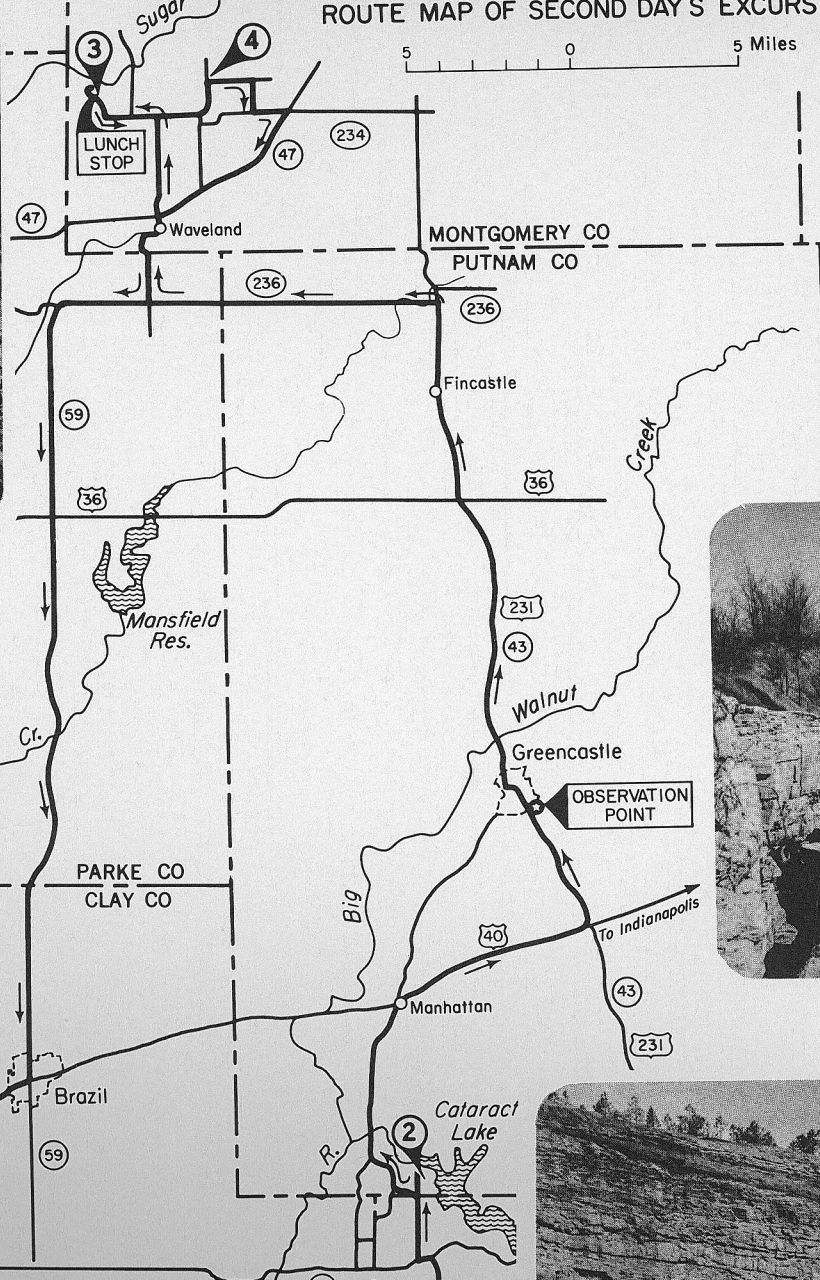 ROUTE MAP OF SECOND DAY'S EXCURS
5 0 5 Miles
Sugar
3
4
LUNCH
STOP
234
47
47
Waveland
MONTGOMERY CO
PUTNAM CO
236
236
Fincastle
59
Creek
36
36
Mansfield
Res.
231
43
Walnut
Cr.
Greencastle
OBSERVATION
POINT
PARKE CO
CLAY CO
Big
40
To Indianapolis
Manhattan
43
231
Brazil
Cataract
Lake
2
R.
59